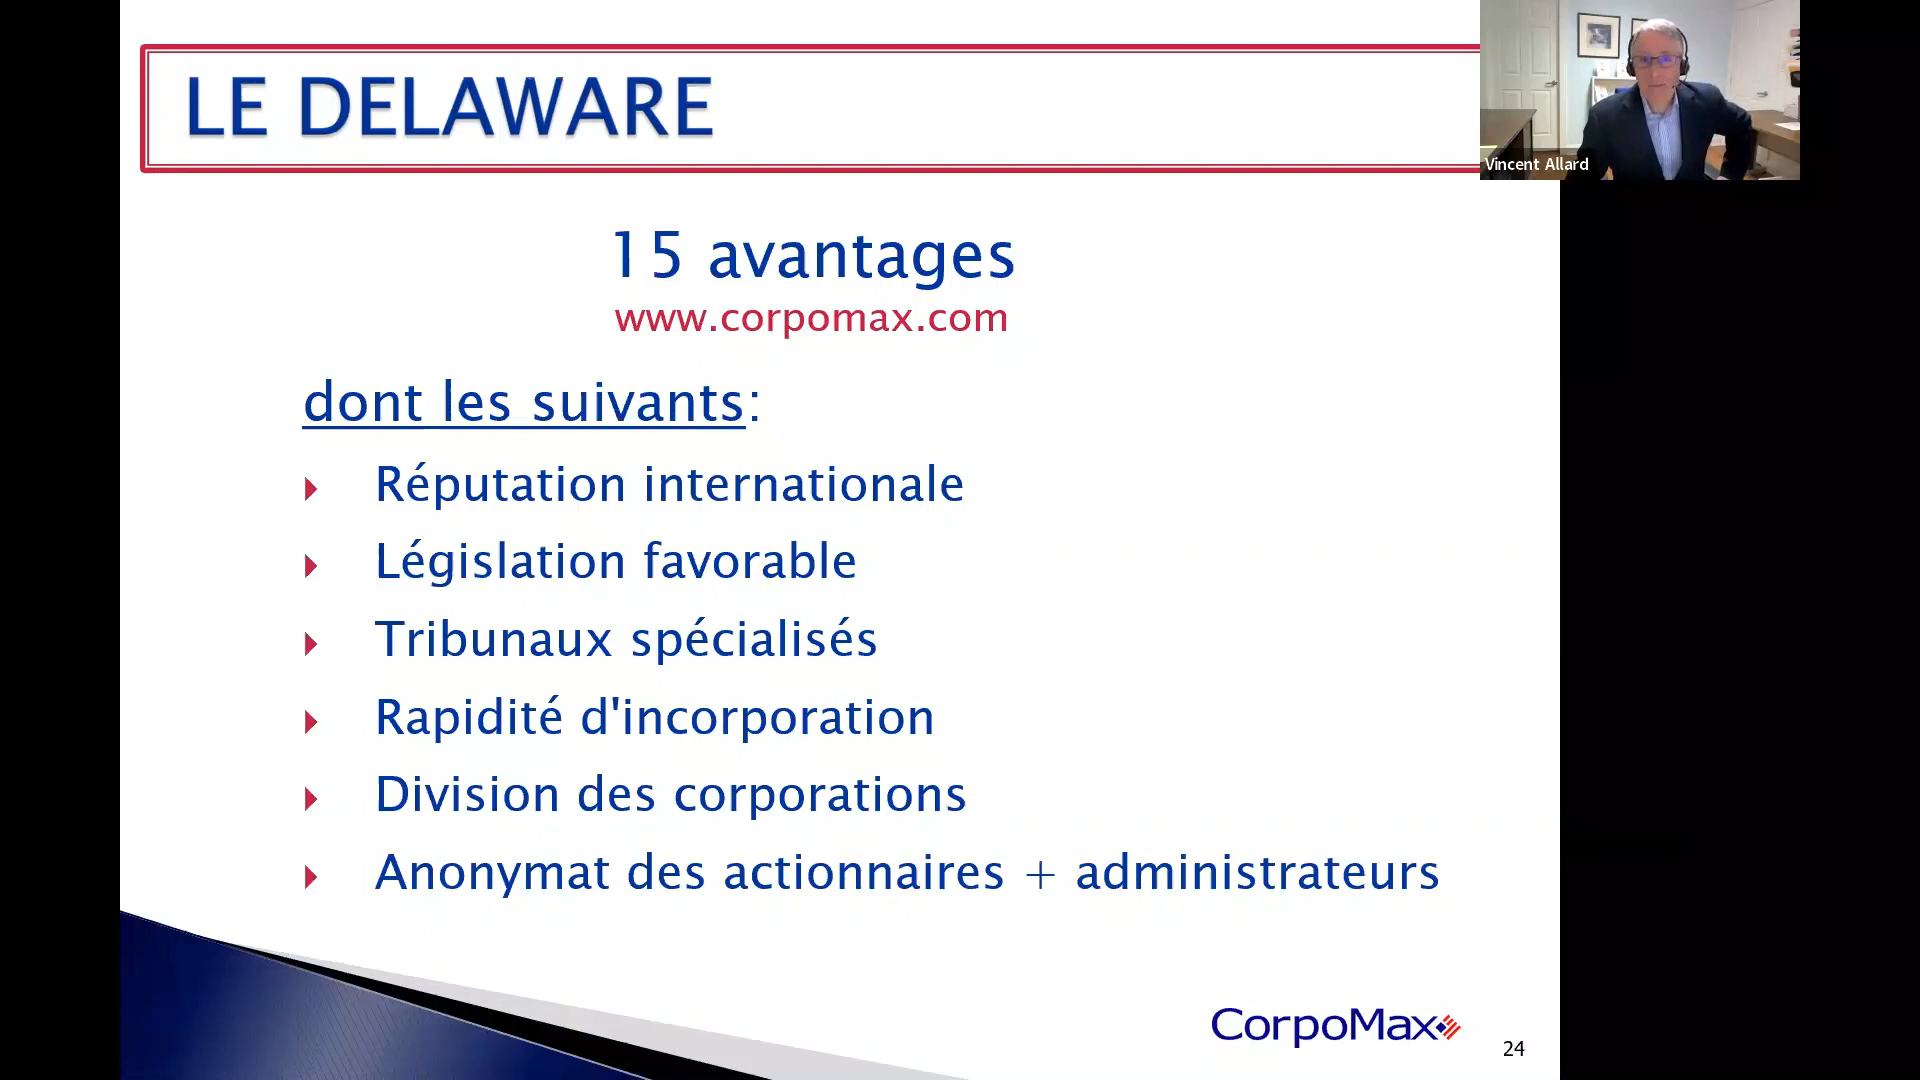 LE DELAWARE
Vincent Allard
15 avantages
www.corpomax.com
dont les suivants:
Réputation internationale
Législation favorable
Tribunaux spécialisés
Rapidité d'incorporation
Division des corporations
Anonymat des actionnaires + administrateurs
CorpoMax
24